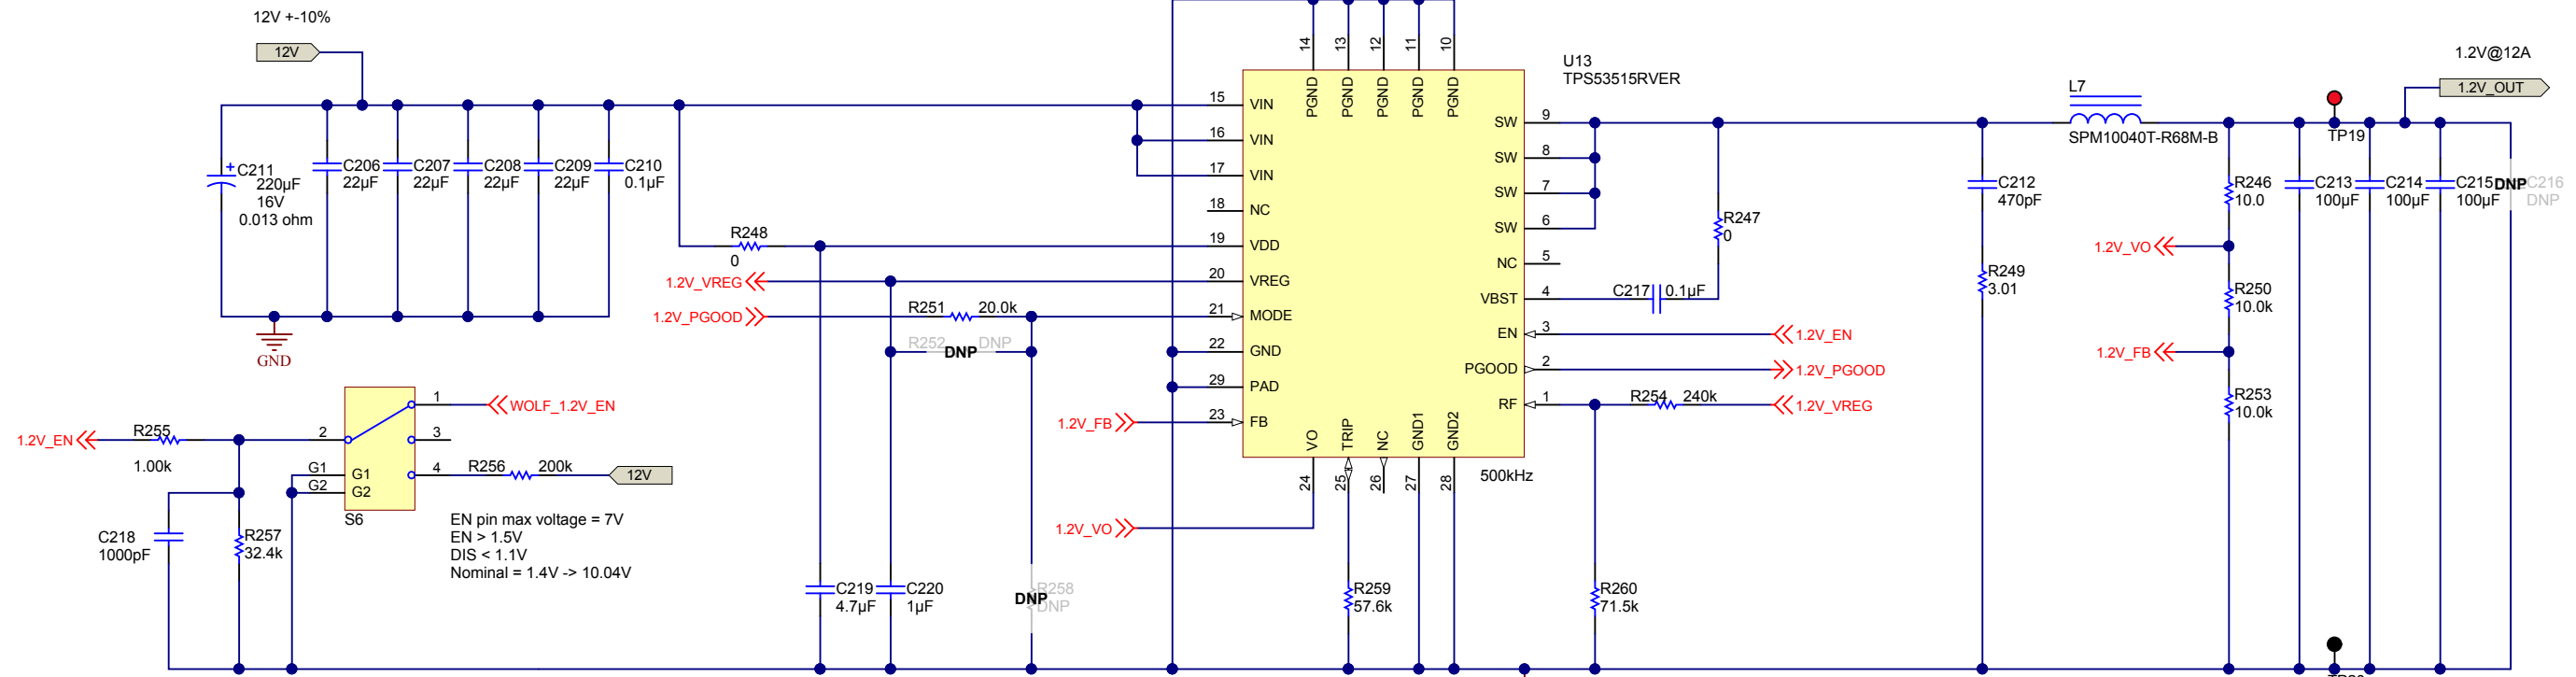 12V +-10%
12V
C211
220µF
16V
0.013 ohm
+
C206
22µF
C207
22µF
C208
22µF
C209
22µF
C210
0.1µF
GND
R248
0
1.2V_VREG
1.2V_PGOOD
R251 20.0k
R252 DNP DNP
1.2V_EN
R255
1.00k
2
1
3
4
G1
G2
G1
G2
S6
WOLF_1.2V_EN
R256 200k
12V
C218
1000pF
R257
32.4k
EN pin max voltage = 7V
EN > 1.5V
DIS < 1.1V
Nominal = 1.4V -> 10.04V
C219
4.7µF
C220
1µF
R258
DNP
DNP
1.2V_FB
1.2V_VO
14 13 12 11 10
PGND PGND PGND PGND PGND
U13
TPS53515RVER
15 VIN
16 VIN
17 VIN
18 NC
19 VDD
20 VREG
21 MODE
22 GND
29 PAD
23 FB
SW 9
SW 8
SW 7
SW 6
NC 5
VBST 4
EN 3
PGOOD 2
RF 1
VO TRIP NC GND1 GND2
24 25 26 27 28
500kHz
R259
57.6k
R260
71.5k
R247
0
C217 0.1µF
1.2V_EN
1.2V_PGOOD
R254 240k
1.2V_VREG
C212
470pF
R249
3.01
L7
SPM10040T-R68M-B
1.2V@12A
1.2V_OUT
TP19
R246
10.0
1.2V_VO
R250
10.0k
1.2V_FB
R253
10.0k
C213
100µF
C214
100µF
C215
100µF
DNP
C216
DNP